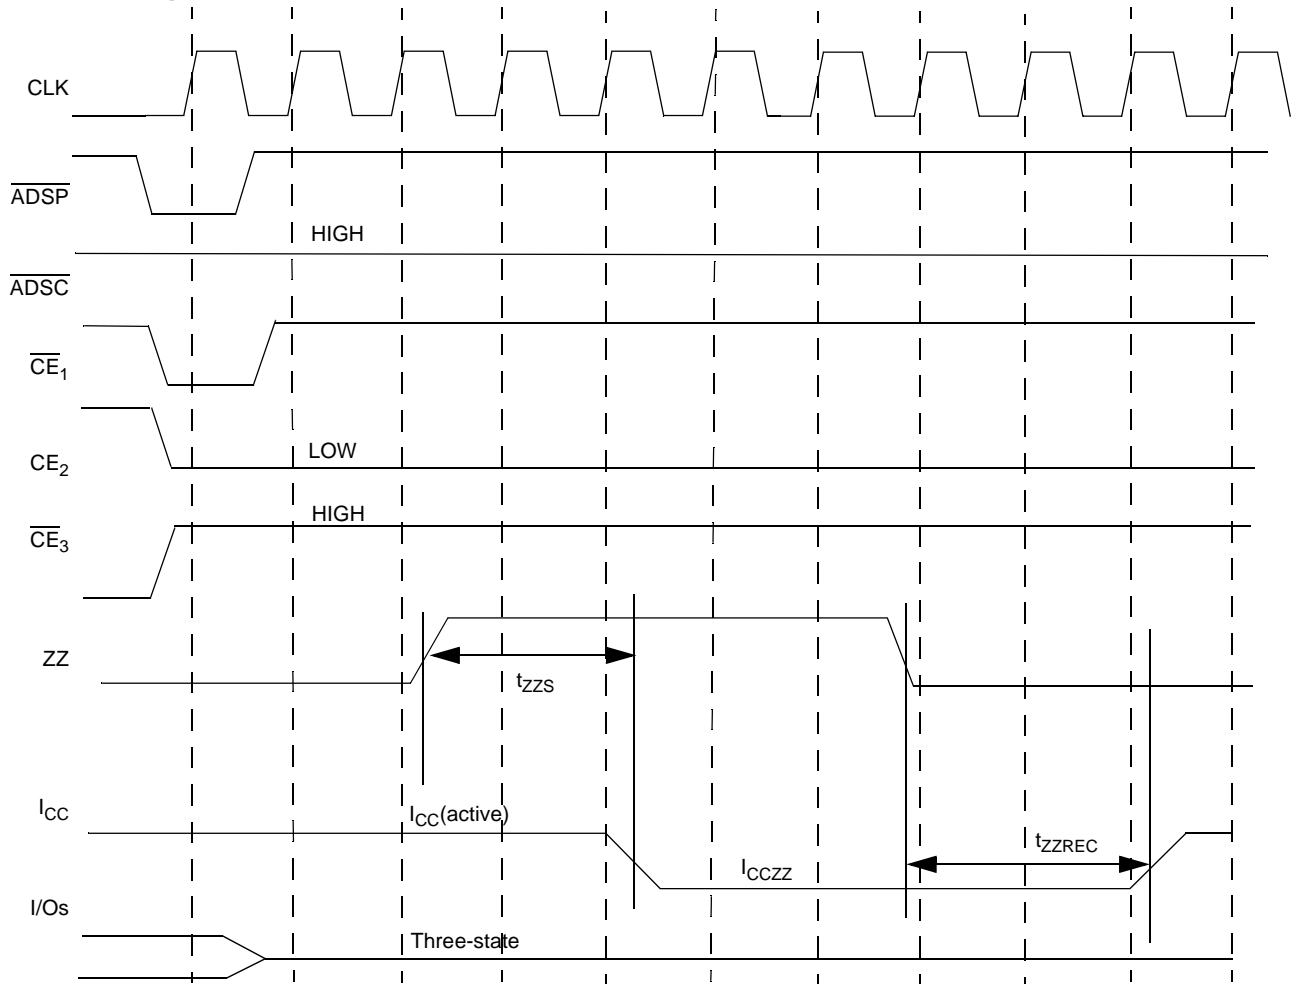 CLK
ADSP
HIGH
ADSC
CE1
LOW
CE2
HIGH
CE3
ZZ
tZZS
ICC
ICC(active)
tZZREC
ICCZZ
I/Os
Three-state